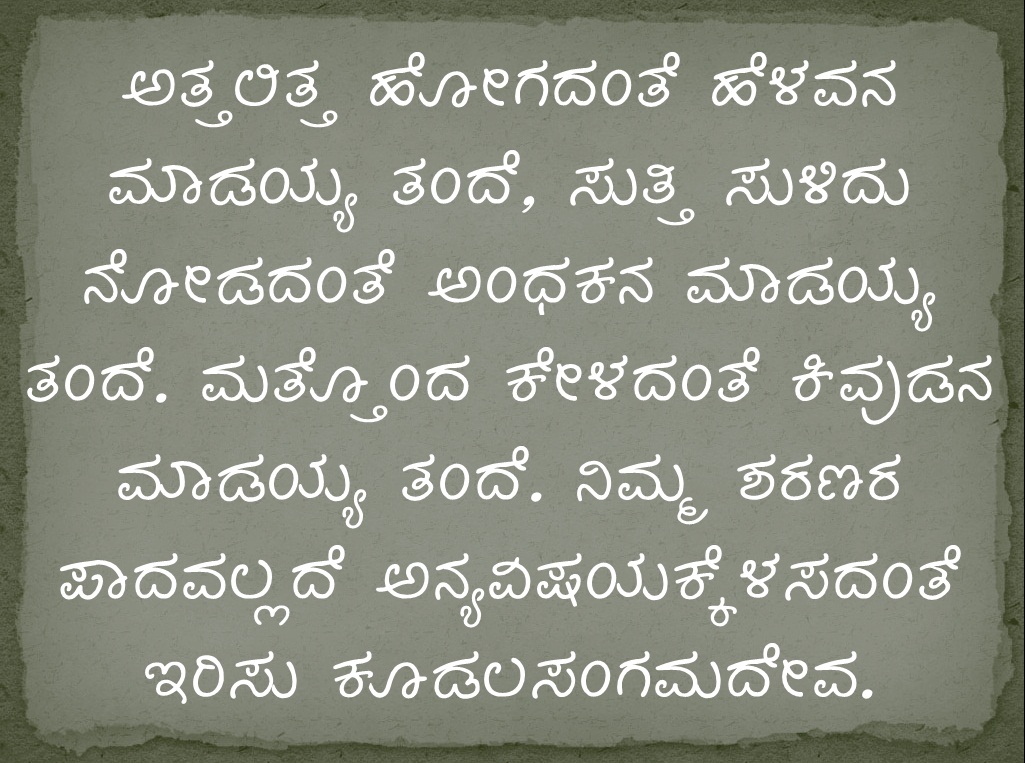 ಅತ್ತಲಿತ್ತ ಹೋಗದಂತೆ ಹೆಳವನ
ಮಾಡಯ್ಯ ತಂದೆ, ಸುತ್ತಿ ಸುಳಿದು
ನೋಡದಂತೆ ಅಂಧಕನ ಮಾಡಯ್ಯ
ತಂದೆ. ಮತ್ತೊಂದ ಕೇಳದಂತೆ ಕಿವುಡನ
ಮಾಡಯ್ಯ ತಂದೆ. ನಿಮ್ಮ ಶರಣರ
ಪಾದವಲ್ಲದೆ ಅನ್ಯವಿಷಯಕ್ಕೆಳಸದಂತೆ
ಇರಿಸು ಕೂಡಲಸಂಗಮದೇವ.